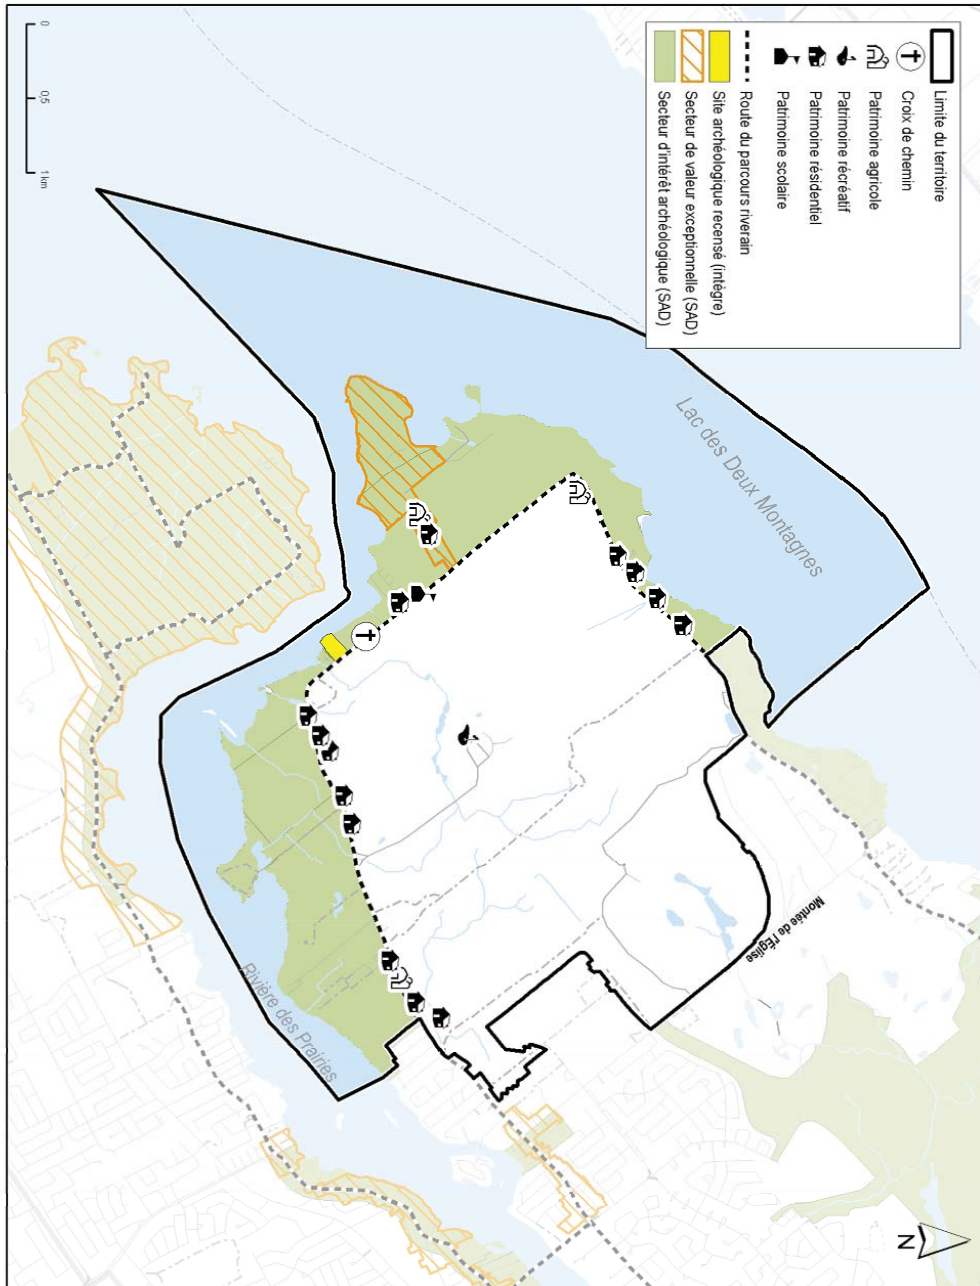 Limite du territoire
Croix de chemin
Patrimoine agricole
Patrimoine récréatif
Patrimoine résidentiel
Patrimoine scolaire
Route du parcours riverain
Site archéologique recensé (intègre)
Secteur de valeur exceptionnelle (SAD)
Secteur d'intérêt archéologique (SAD)
0
0,5
1 km
Lac des Deux Montagnes
Montée de l'Église
Rivière des Prairies
N